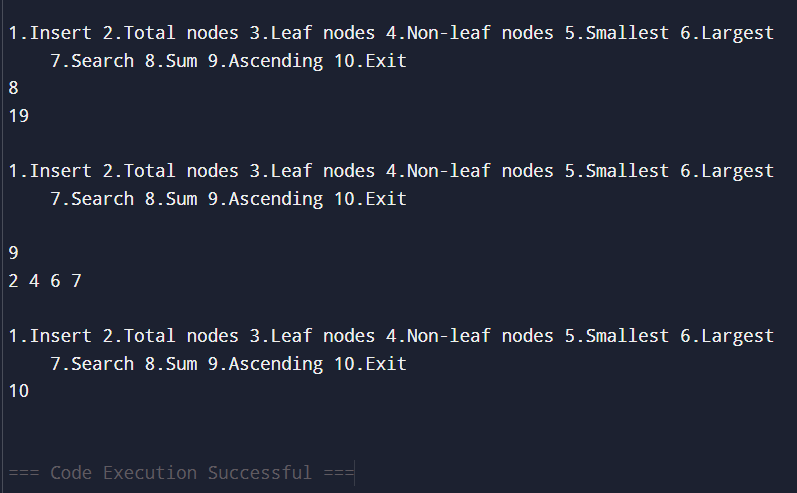 1.Insert 2.Total nodes 3.Leaf nodes 4.Non-leaf nodes 5.Smallest 6.Largest
7.Search 8.Sum 9.Ascending 10.Exit
8
19
1.Insert 2.Total nodes 3.Leaf nodes 4.Non-leaf nodes 5.Smallest 6.Largest
7.Search 8.Sum 9.Ascending 10.Exit
9
2 4 6 7
1.Insert 2.Total nodes 3.Leaf nodes 4.Non-leaf nodes 5.Smallest 6.Largest
7.Search 8.Sum 9.Ascending 10.Exit
10
=== Code Execution Successful ===